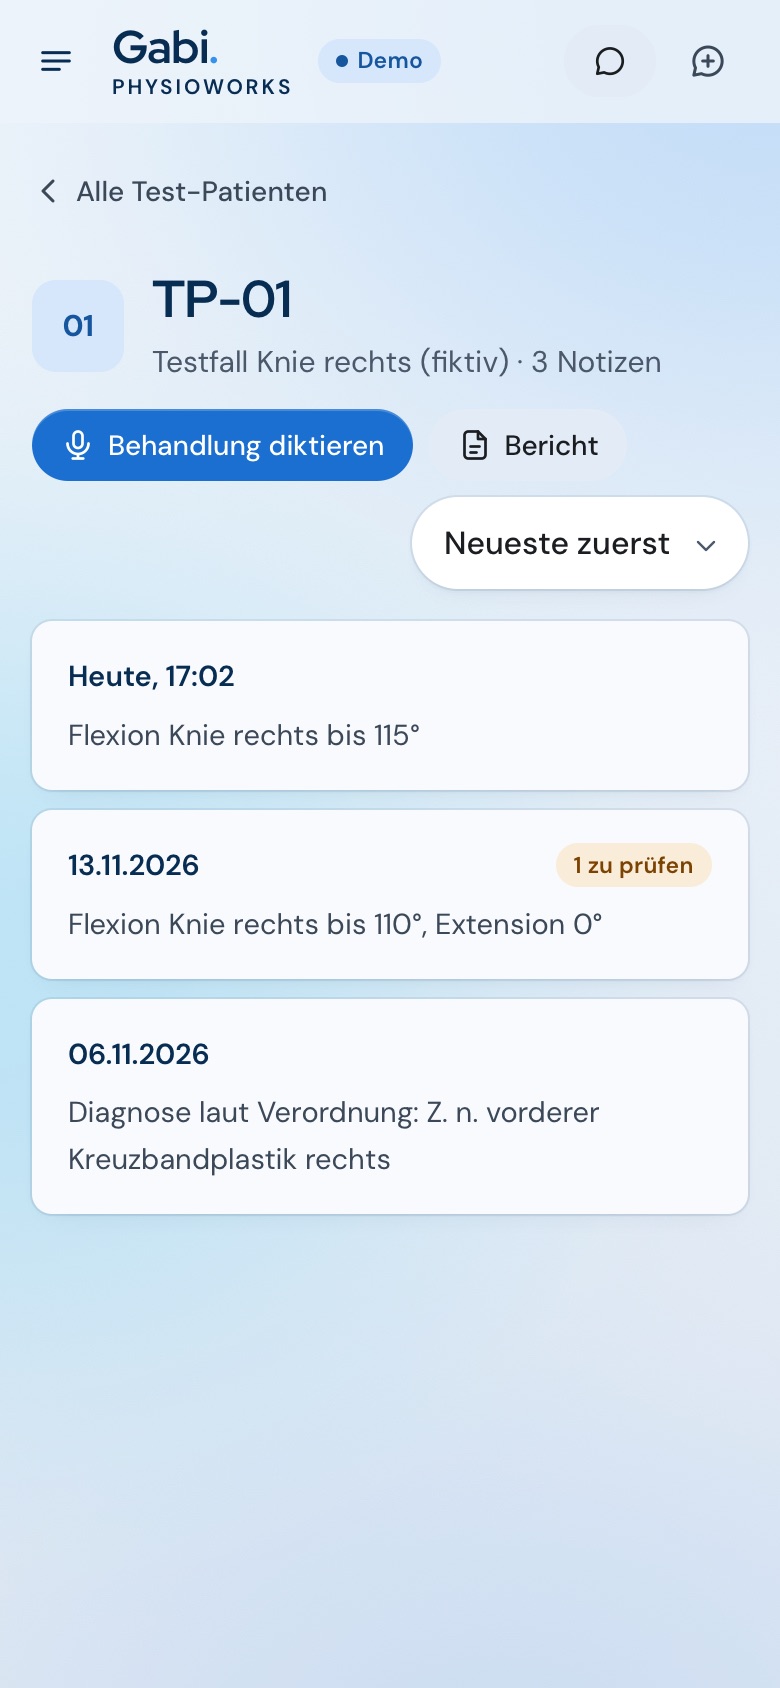 Gabi.
PHYSIOWORKS
Demo
Alle Test-Patienten
01
TP-01
Testfall Knie rechts (fiktiv) · 3 Notizen
Behandlung diktieren
Bericht
Neueste zuerst
Heute, 17:02
Flexion Knie rechts bis 115°
13.11.2026
1 zu prüfen
Flexion Knie rechts bis 110°, Extension 0°
06.11.2026
Diagnose laut Verordnung: Z. n. vorderer
Kreuzbandplastik rechts